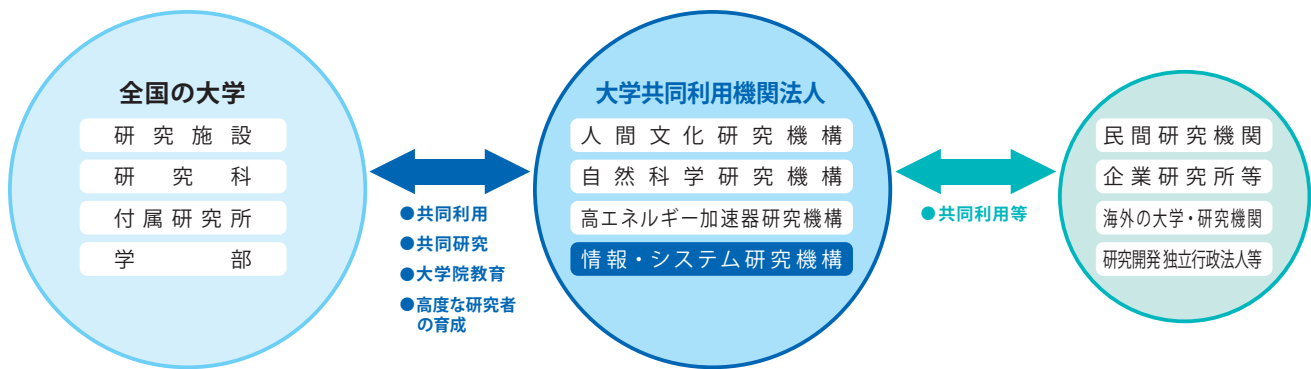 全国の大学
研究施設
研究科
付属研究所
学部
●共同利用
●共同研究
●大学院教育
●高度な研究者
の育成
大学共同利用機関法人
人間文化研究機構
自然科学研究機構
高エネルギー加速器研究機構
情報・システム研究機構
●共同利用等
民間研究機関
企業研究所等
海外の大学・研究機関
研究開発独立行政法人等